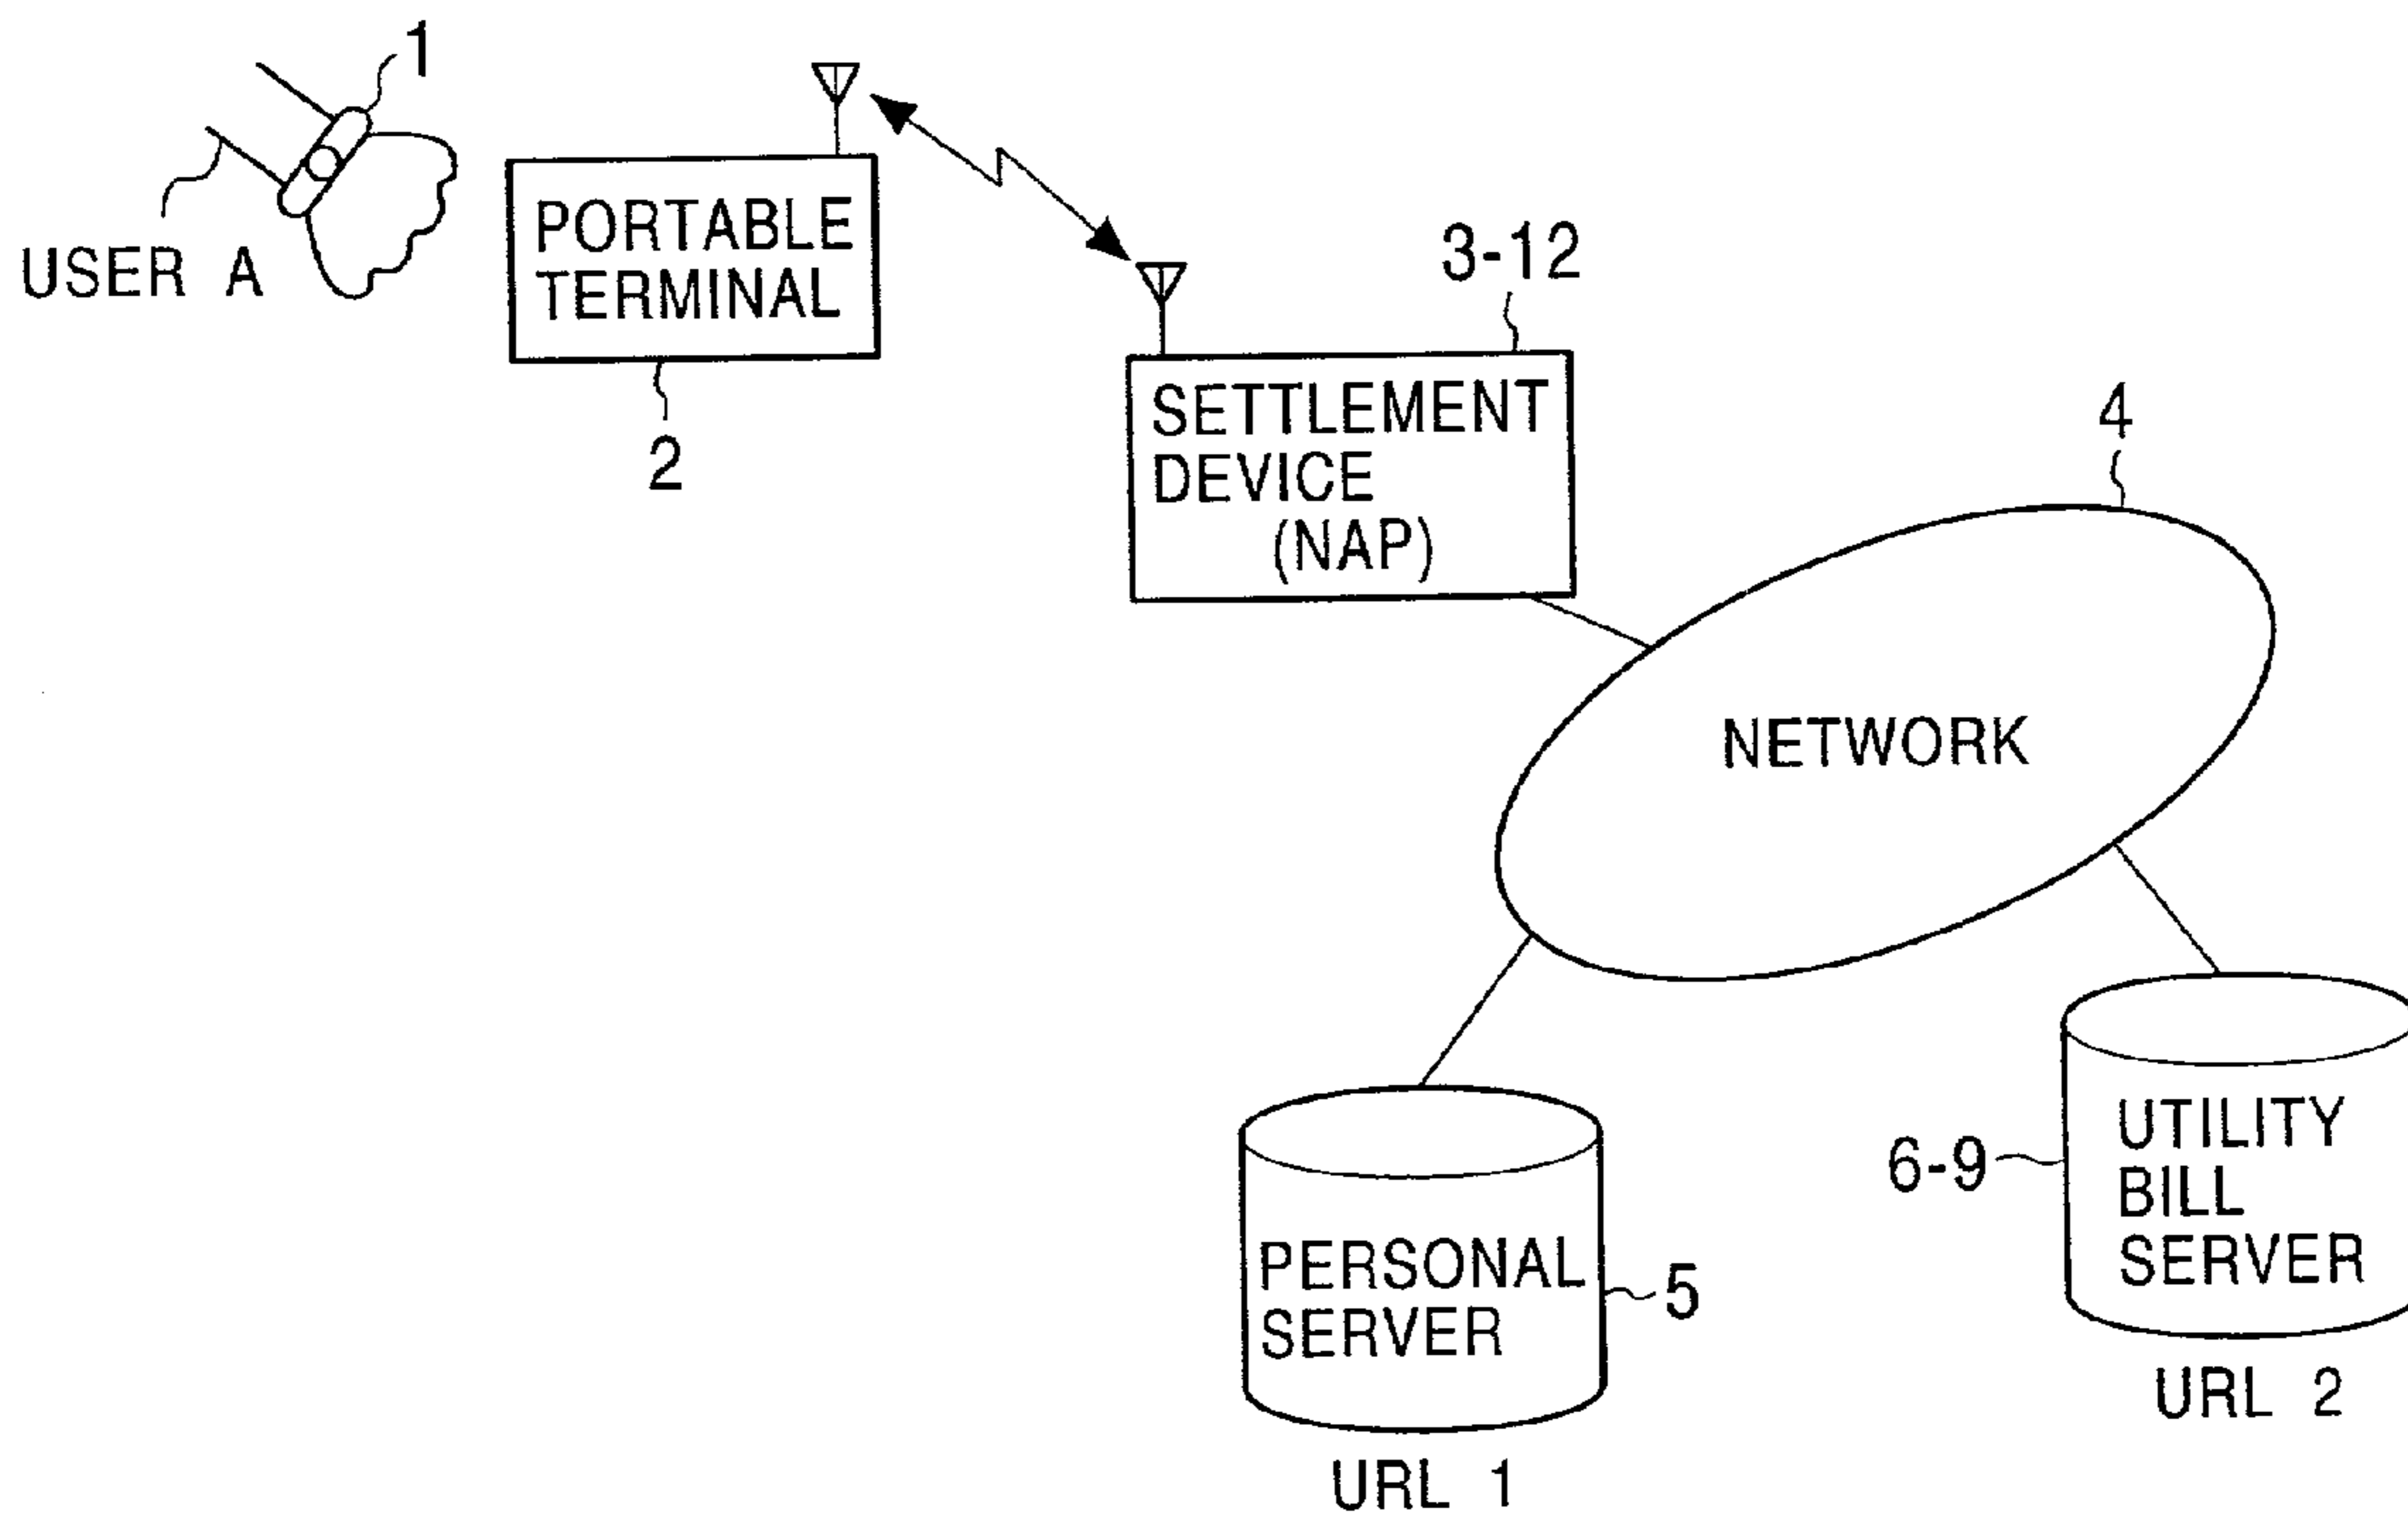 1
USER A
PORTABLE
TERMINAL
2
3-12
SETTLEMENT
DEVICE
(NAP)
4
NETWORK
PERSONAL
SERVER
5
URL 1
6-9
UTILITY
BILL
SERVER
URL 2